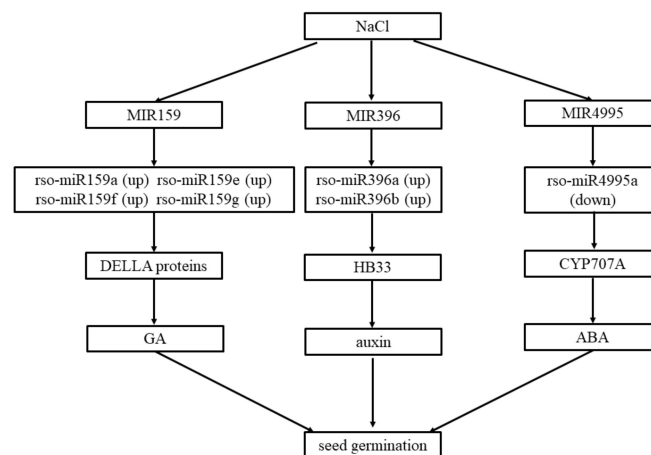 NaCl
MIR159
MIR396
MIR4995
rso-miR159a (up) rso-miR159e (up)
rso-miR159f (up) rso-miR159g (up)
rso-miR396a (up)
rso-miR396b (up)
rso-miR4995a
(down)
DELLA proteins
HB33
CYP707A
GA
auxin
ABA
seed germination